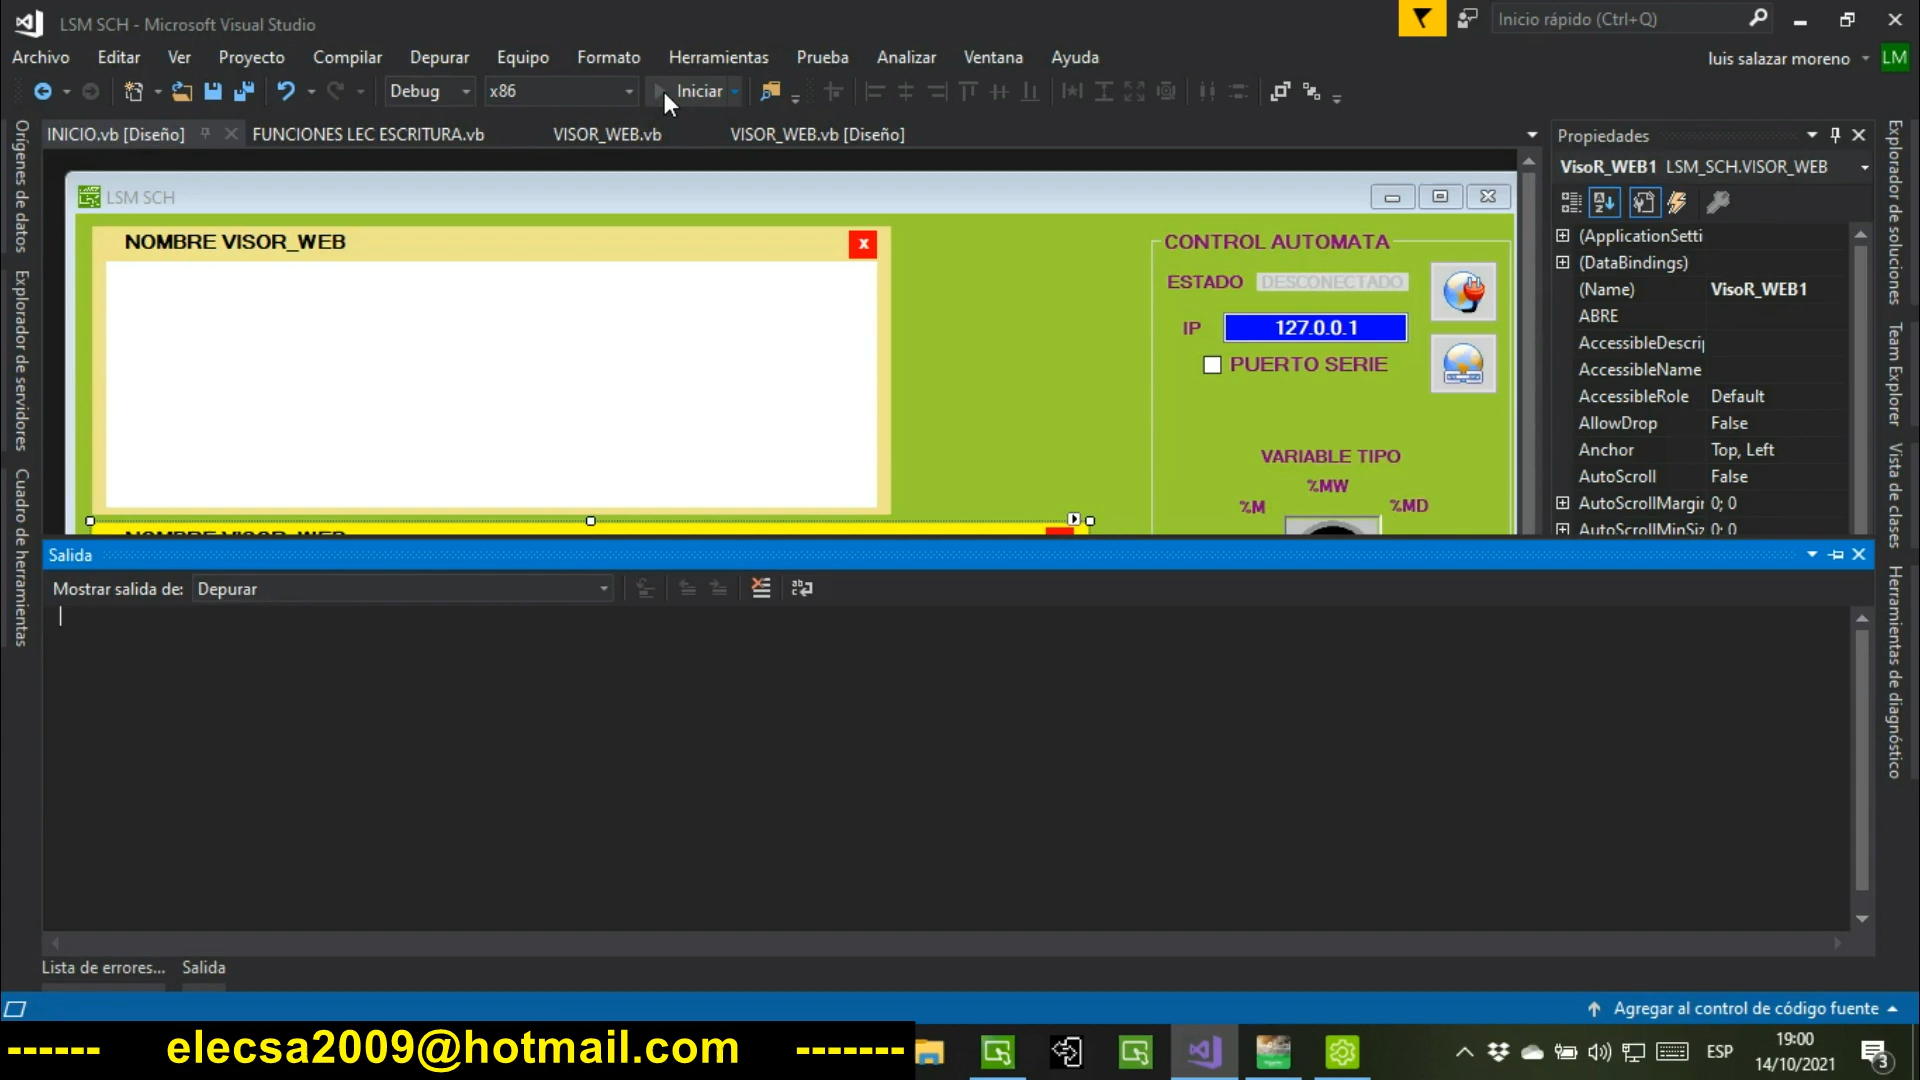 LSM SCH - Microsoft Visual Studio
Inicio rápido (Ctrl+Q)
Archivo Editar Ver Proyecto Compilar Depurar Equipo Formato Herramientas Prueba Analizar Ventana Ayuda
luis salazar moreno LM
Debug x86 Iniciar
INICIO.vb [Diseño] FUNCIONES LEC ESCRITURA.vb VISOR_WEB.vb VISOR_WEB.vb [Diseño]
Orígenes de datos
Explorador de servidores
Cuadro de herramientas
LSM SCH
NOMBRE VISOR_WEB
x
CONTROL AUTOMATA
ESTADO DESCONECTADO
IP 127.0.0.1
PUERTO SERIE
VARIABLE TIPO
%MW
%M %MD
NOMBRE VISOR_WEB
Propiedades
VisoR_WEB1 LSM_SCH.VISOR_WEB
(ApplicationSetti
(DataBindings)
(Name) VisoR_WEB1
ABRE
AccessibleDescrip
AccessibleName
AccessibleRole Default
AllowDrop False
Anchor Top, Left
AutoScroll False
AutoScrollMargin 0; 0
AutoScrollMinSiz 0; 0
Explorador de soluciones
Team Explorer
Vista de clases
Herramientas de diagnóstico
Salida
Mostrar salida de: Depurar
Lista de errores... Salida
Agregar al control de código fuente
------ elecsa2009@hotmail.com -------
ESP
19:00
14/10/2021
3